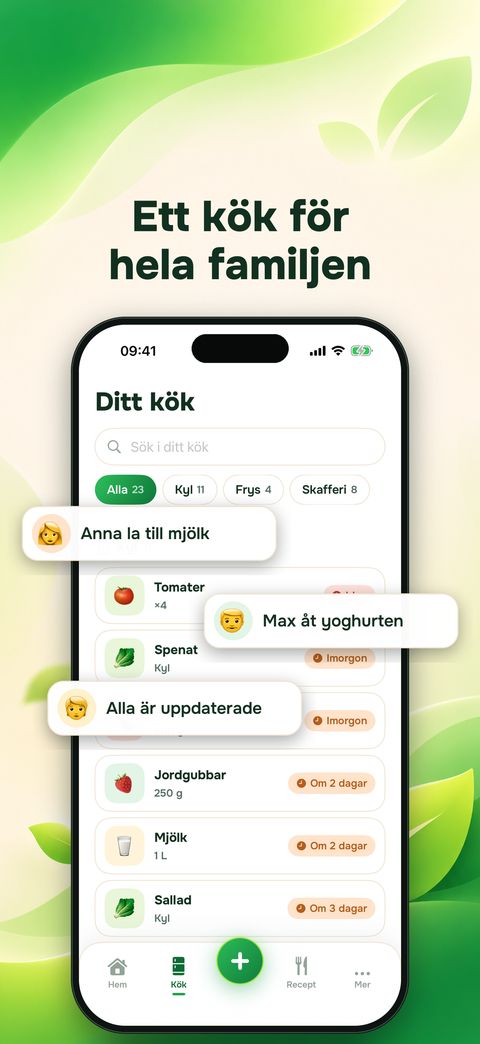 Ett kök för
hela familjen
09:41
Ditt kök
Sök i ditt kök
Alla 23
Kyl 11
Frys 4
Skafferi 8
Anna la till mjölk
Tomater
×4
Max åt yoghurten
Spenat
Kyl
Imorgon
Alla är uppdaterade
Imorgon
Jordgubbar
250 g
Om 2 dagar
Mjölk
1 L
Om 2 dagar
Sallad
Kyl
Om 3 dagar
Hem
Kök
Recept
Mer